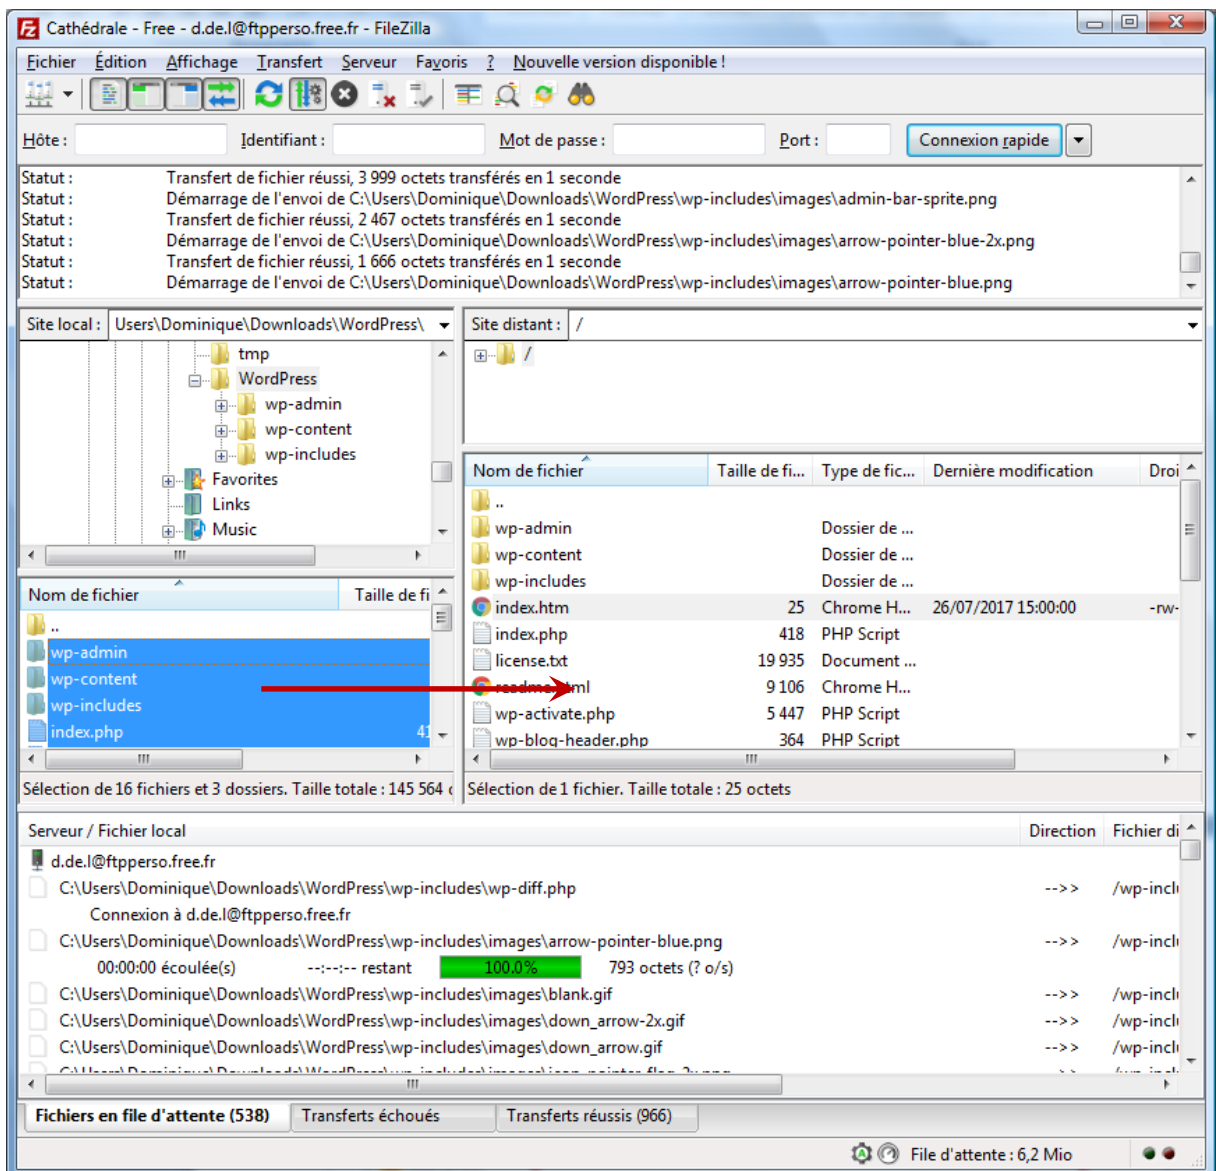 Cathédrale - Free - d.de.l@ftpperso.free.fr - FileZilla
Fichier Édition Affichage Transfert Serveur Favoris ? Nouvelle version disponible !
Hôte : Identifiant : Mot de passe : Port : Connexion rapide
Statut : Transfert de fichier réussi, 3 999 octets transférés en 1 seconde
Statut : Démarrage de l'envoi de C:\Users\Dominique\Downloads\WordPress\wp-includes\images\admin-bar-sprite.png
Statut : Transfert de fichier réussi, 2 467 octets transférés en 1 seconde
Statut : Démarrage de l'envoi de C:\Users\Dominique\Downloads\WordPress\wp-includes\images\arrow-pointer-blue-2x.png
Statut : Transfert de fichier réussi, 1 666 octets transférés en 1 seconde
Statut : Démarrage de l'envoi de C:\Users\Dominique\Downloads\WordPress\wp-includes\images\arrow-pointer-blue.png
Site local : Users\Dominique\Downloads\WordPress\
tmp
WordPress
wp-admin
wp-content
wp-includes
Favorites
Links
Music
Nom de fichier Taille de fi
..
wp-admin
wp-content
wp-includes
index.php 41
Sélection de 16 fichiers et 3 dossiers. Taille totale : 145 564
Site distant : /
/
Nom de fichier Taille de fi... Type de fic... Dernière modification Droi
..
wp-admin Dossier de ...
wp-content Dossier de ...
wp-includes Dossier de ...
index.htm 25 Chrome H... 26/07/2017 15:00:00 -rw-
index.php 418 PHP Script
license.txt 19 935 Document ...
readme.html 9 106 Chrome H...
wp-activate.php 5 447 PHP Script
wp-blog-header.php 364 PHP Script
Sélection de 1 fichier. Taille totale : 25 octets
Serveur / Fichier local Direction Fichier di
d.de.l@ftpperso.free.fr
C:\Users\Dominique\Downloads\WordPress\wp-includes\wp-diff.php -->> /wp-incl
Connexion à d.de.l@ftpperso.free.fr
C:\Users\Dominique\Downloads\WordPress\wp-includes\images\arrow-pointer-blue.png -->> /wp-incl
00:00:00 écoulée(s) --:--:-- restant 100.0% 793 octets (? o/s)
C:\Users\Dominique\Downloads\WordPress\wp-includes\images\blank.gif -->> /wp-incl
C:\Users\Dominique\Downloads\WordPress\wp-includes\images\down_arrow-2x.gif -->> /wp-incl
C:\Users\Dominique\Downloads\WordPress\wp-includes\images\down_arrow.gif -->> /wp-incl
Fichiers en file d'attente (538) Transferts échoués Transferts réussis (966)
File d'attente : 6,2 Mio